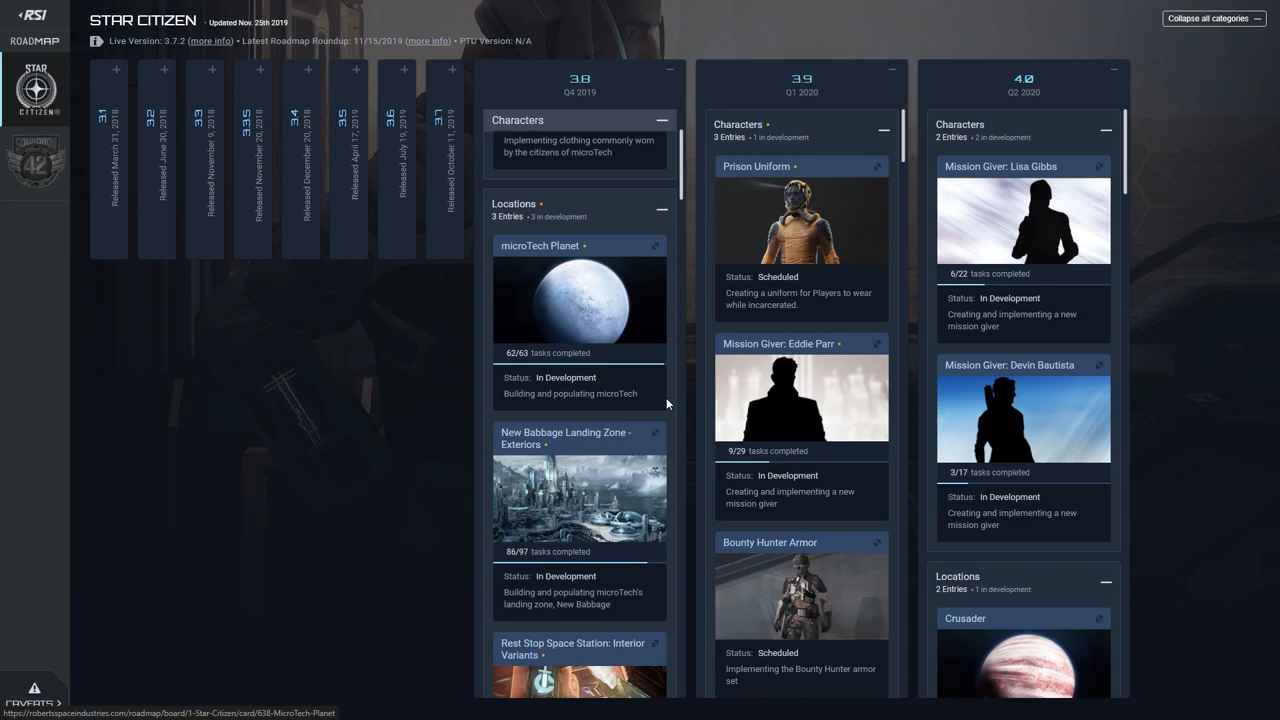 RSI
ROADMAP
STAR CITIZEN®
SQUADRON 42
CAVEATS
STAR CITIZEN • Updated Nov. 25th 2019
Live Version: 3.7.2 (more info) • Latest Roadmap Roundup: 11/15/2019 (more info) • PTU Version: N/A
Collapse all categories —
3.1 Released March 31, 2018
3.2 Released June 30, 2018
3.3 Released November 9, 2018
3.3.5 Released November 20, 2018
3.4 Released December 20, 2018
3.5 Released April 17, 2019
3.6 Released July 19, 2019
3.7 Released October 11, 2019
3.8
Q4 2019
Characters
Implementing clothing commonly worn
by the citizens of microTech
Locations •
3 Entries • 3 in development
microTech Planet •
62/63 tasks completed
Status: In Development
Building and populating microTech
New Babbage Landing Zone -
Exteriors •
86/97 tasks completed
Status: In Development
Building and populating microTech's
landing zone, New Babbage
Rest Stop Space Station: Interior
Variants •
3.9
Q1 2020
Characters •
3 Entries • 1 in development
Prison Uniform •
Status: Scheduled
Creating a uniform for Players to wear
while incarcerated.
Mission Giver: Eddie Parr •
9/29 tasks completed
Status: In Development
Creating and implementing a new
mission giver
Bounty Hunter Armor
Status: Scheduled
Implementing the Bounty Hunter armor
set
4.0
Q2 2020
Characters
2 Entries • 2 in development
Mission Giver: Lisa Gibbs
6/22 tasks completed
Status: In Development
Creating and implementing a new
mission giver
Mission Giver: Devin Bautista
3/17 tasks completed
Status: In Development
Creating and implementing a new
mission giver
Locations
2 Entries • 1 in development
Crusader
https://robertsspaceindustries.com/roadmap/board/1-Star-Citizen/card/638-MicroTech-Planet